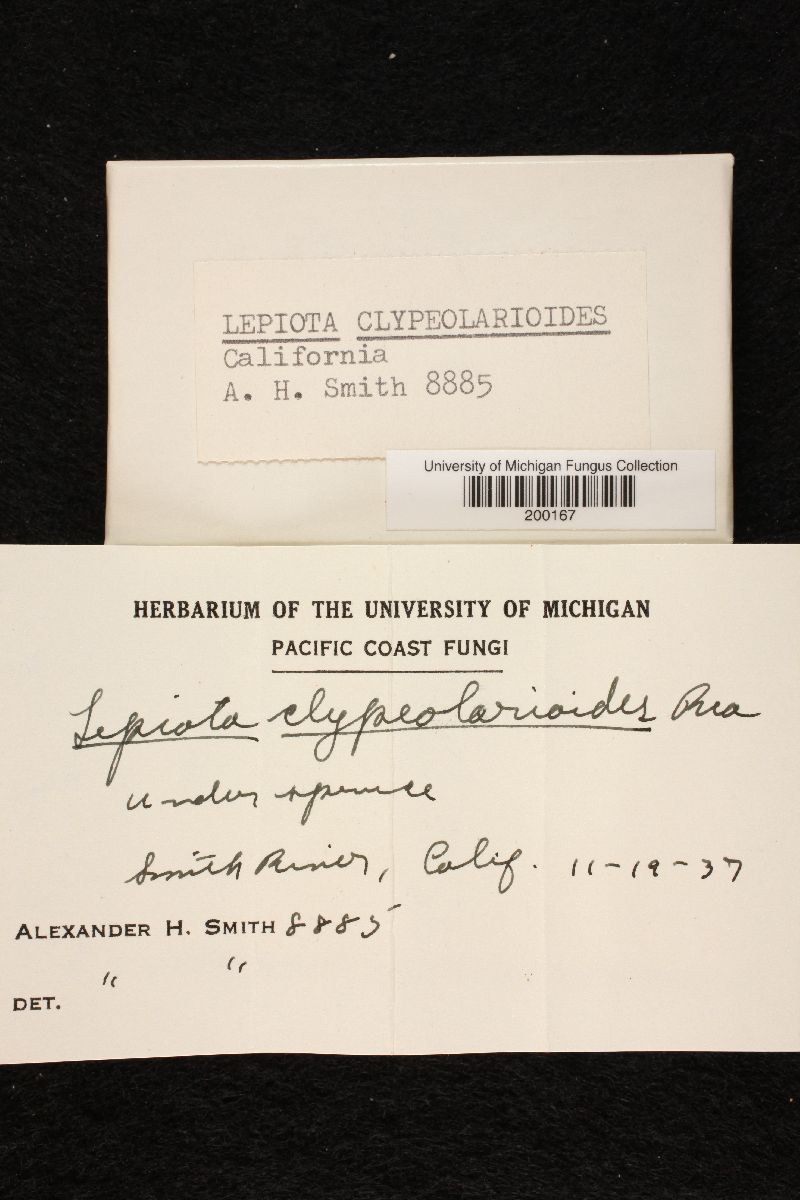 LEPIOTA CLYPEOLARIOIDES
California
A. H. Smith 8885
University of Michigan Fungus Collection
200167
HERBARIUM OF THE UNIVERSITY OF MICHIGAN
PACIFIC COAST FUNGI
Lepiota clypeolarioides Rea
under spruce
Smith River, Calif. 11-19-37
ALEXANDER H. SMITH 8885
" "
DET.